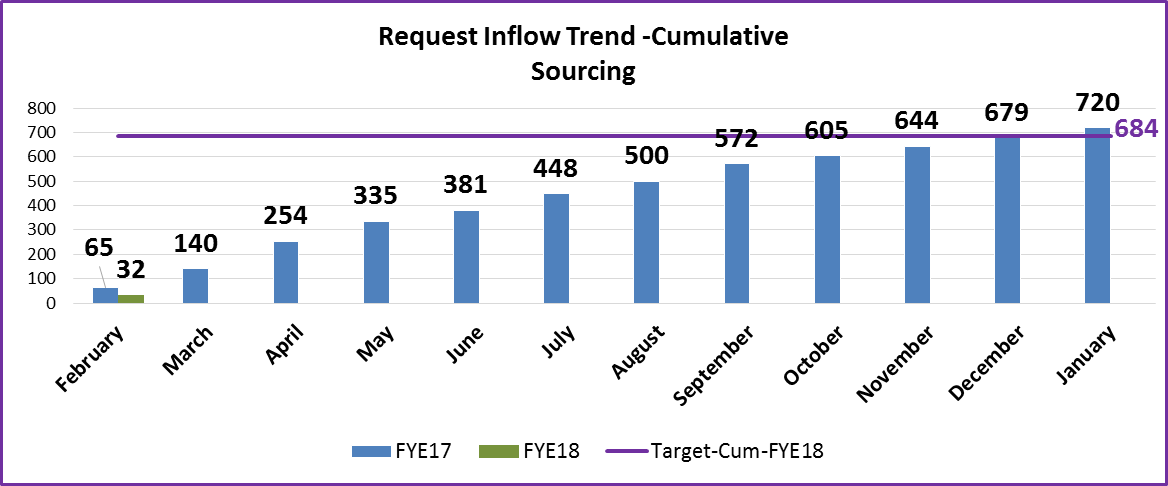 Request Inflow Trend -Cumulative
Sourcing
800
700
600
500
400
300
200
100
0
65
32
140
254
335
381
448
500
572
605
644
679
720
684
February
March
April
May
June
July
August
September
October
November
December
January
FYE17
FYE18
Target-Cum-FYE18